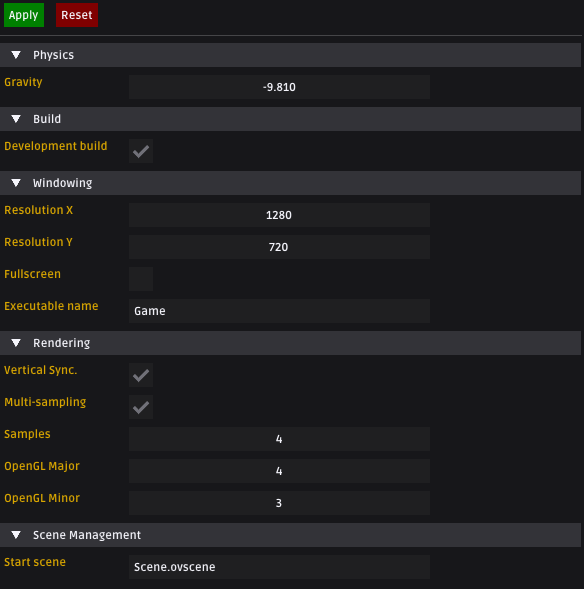 Apply Reset
Physics
Gravity -9.810
Build
Development build
Windowing
Resolution X 1280
Resolution Y 720
Fullscreen
Executable name Game
Rendering
Vertical Sync.
Multi-sampling
Samples 4
OpenGL Major 4
OpenGL Minor 3
Scene Management
Start scene Scene.ovscene